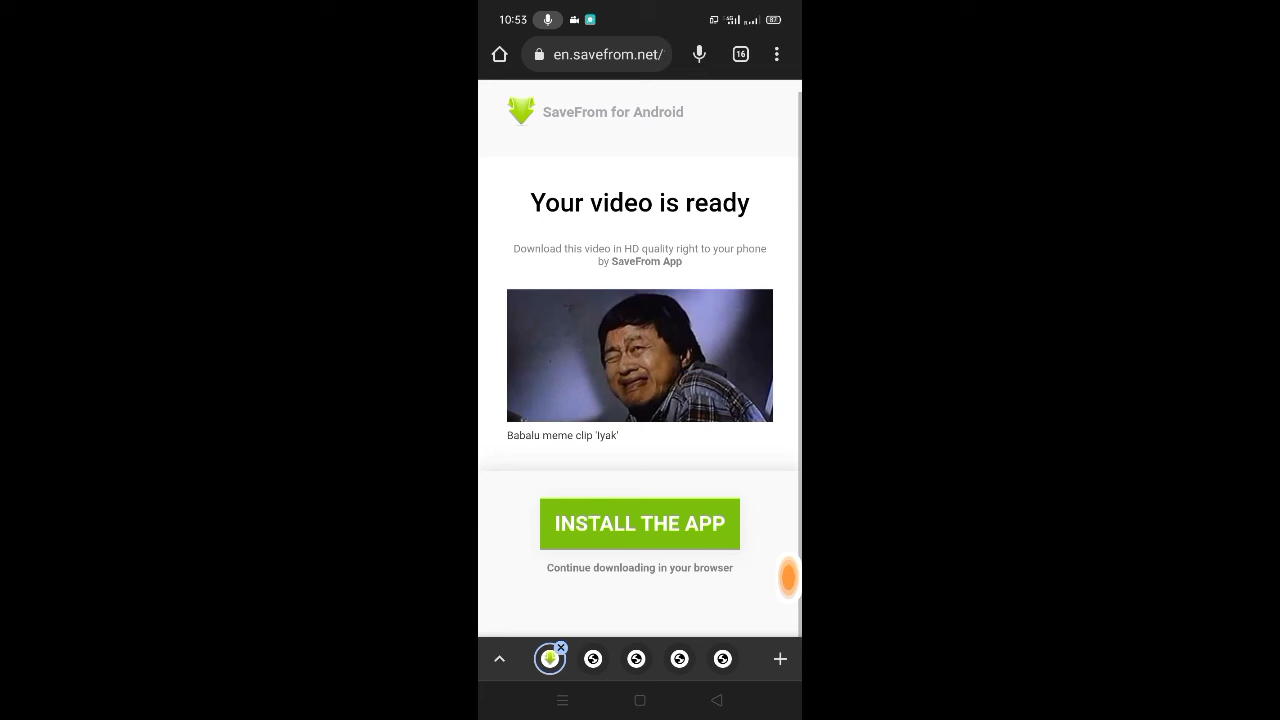 10:53
87
en.savefrom.net/
16
SaveFrom for Android
Your video is ready
Download this video in HD quality right to your phone
by SaveFrom App
Babalu meme clip 'Iyak'
INSTALL THE APP
Continue downloading in your browser